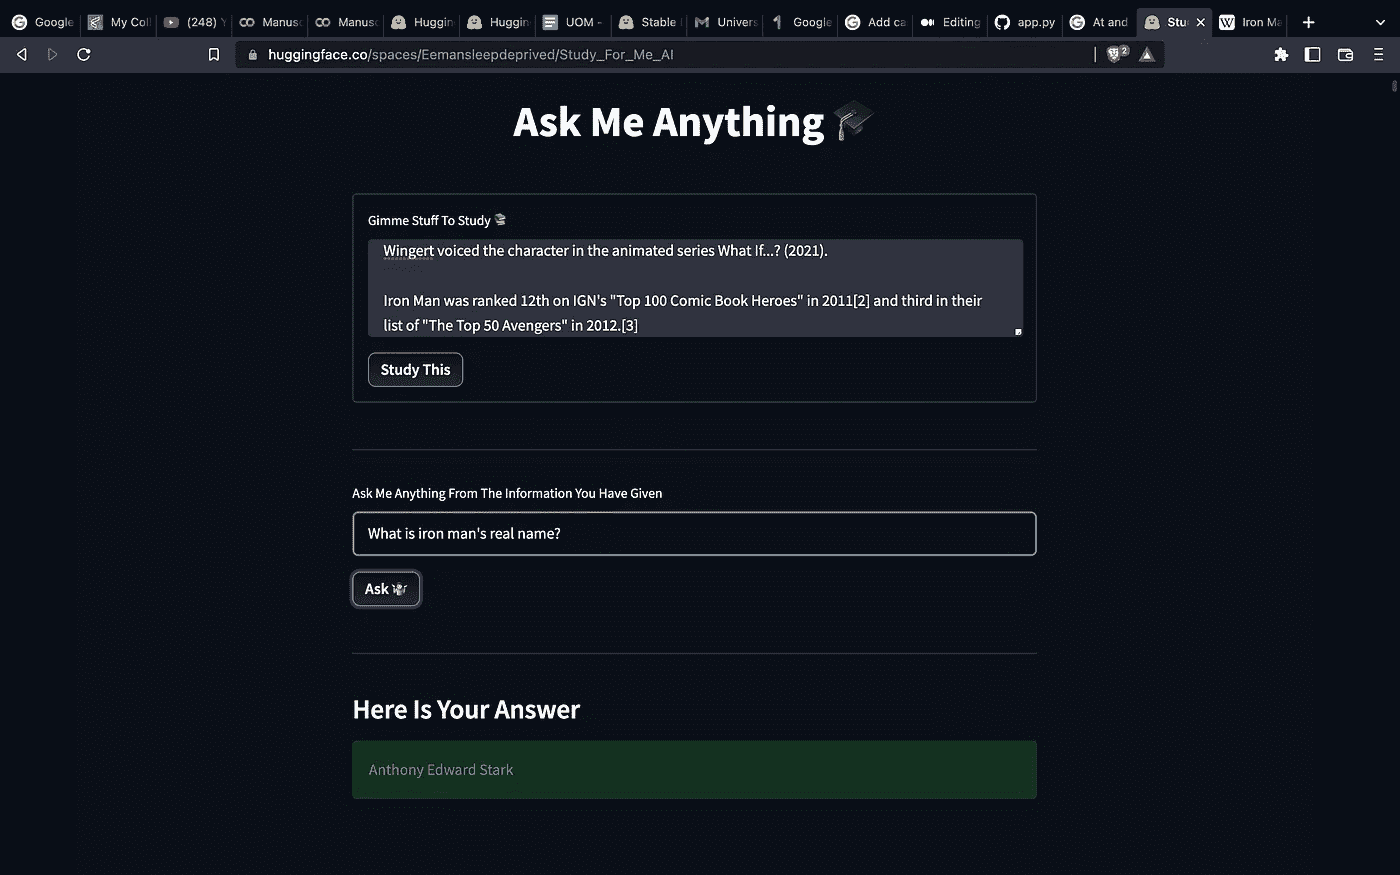 Google
My Col
(248)
Manusc
Manusc
Huggin
Huggin
UOM -
Stable
Univers
Google
Add ca
Editing
app.py
At and
Stu
Iron Ma
huggingface.co/spaces/Eemansleepdeprived/Study_For_Me_AI
2
Ask Me Anything
Gimme Stuff To Study
Wingert voiced the character in the animated series What If...? (2021).
Iron Man was ranked 12th on IGN's "Top 100 Comic Book Heroes" in 2011[2] and third in their
list of "The Top 50 Avengers" in 2012.[3]
Study This
Ask Me Anything From The Information You Have Given
What is iron man's real name?
Ask
Here Is Your Answer
Anthony Edward Stark